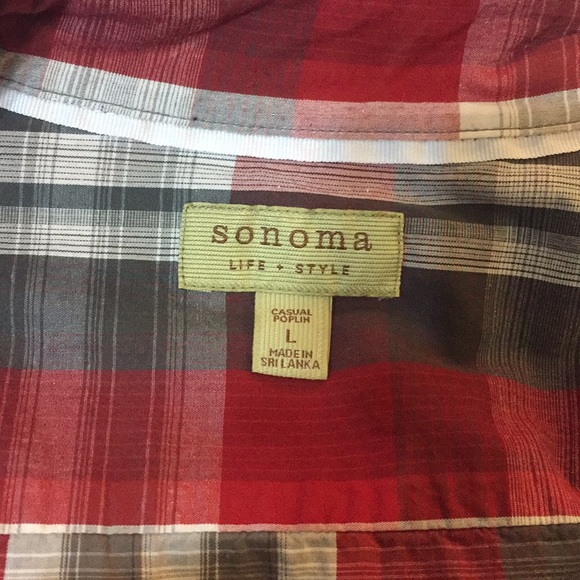 sonoma
LIFE + STYLE
CASUAL
POPLIN
L
MADE IN
SRI LANKA